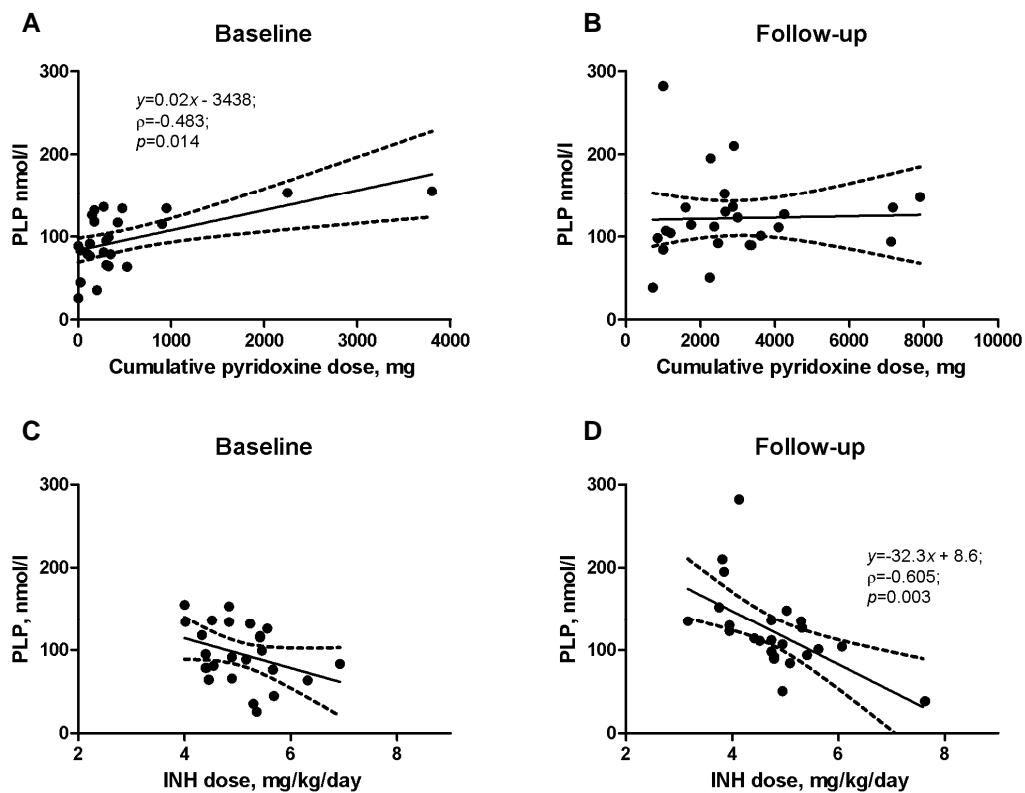 A
Baseline
300
200
100
0
PLP nmol/l
y=0.02x - 3438;
ρ=-0.483;
p=0.014
0 1000 2000 3000 4000
Cumulative pyridoxine dose, mg
B
Follow-up
300
200
100
0
PLP nmol/l
0 2000 4000 6000 8000 10000
Cumulative pyridoxine dose, mg
C
Baseline
300
200
100
0
PLP, nmol/l
2 4 6 8
INH dose, mg/kg/day
D
Follow-up
300
200
100
0
PLP, nmol/l
y=-32.3x + 8.6;
ρ=-0.605;
p=0.003
2 4 6 8
INH dose, mg/kg/day